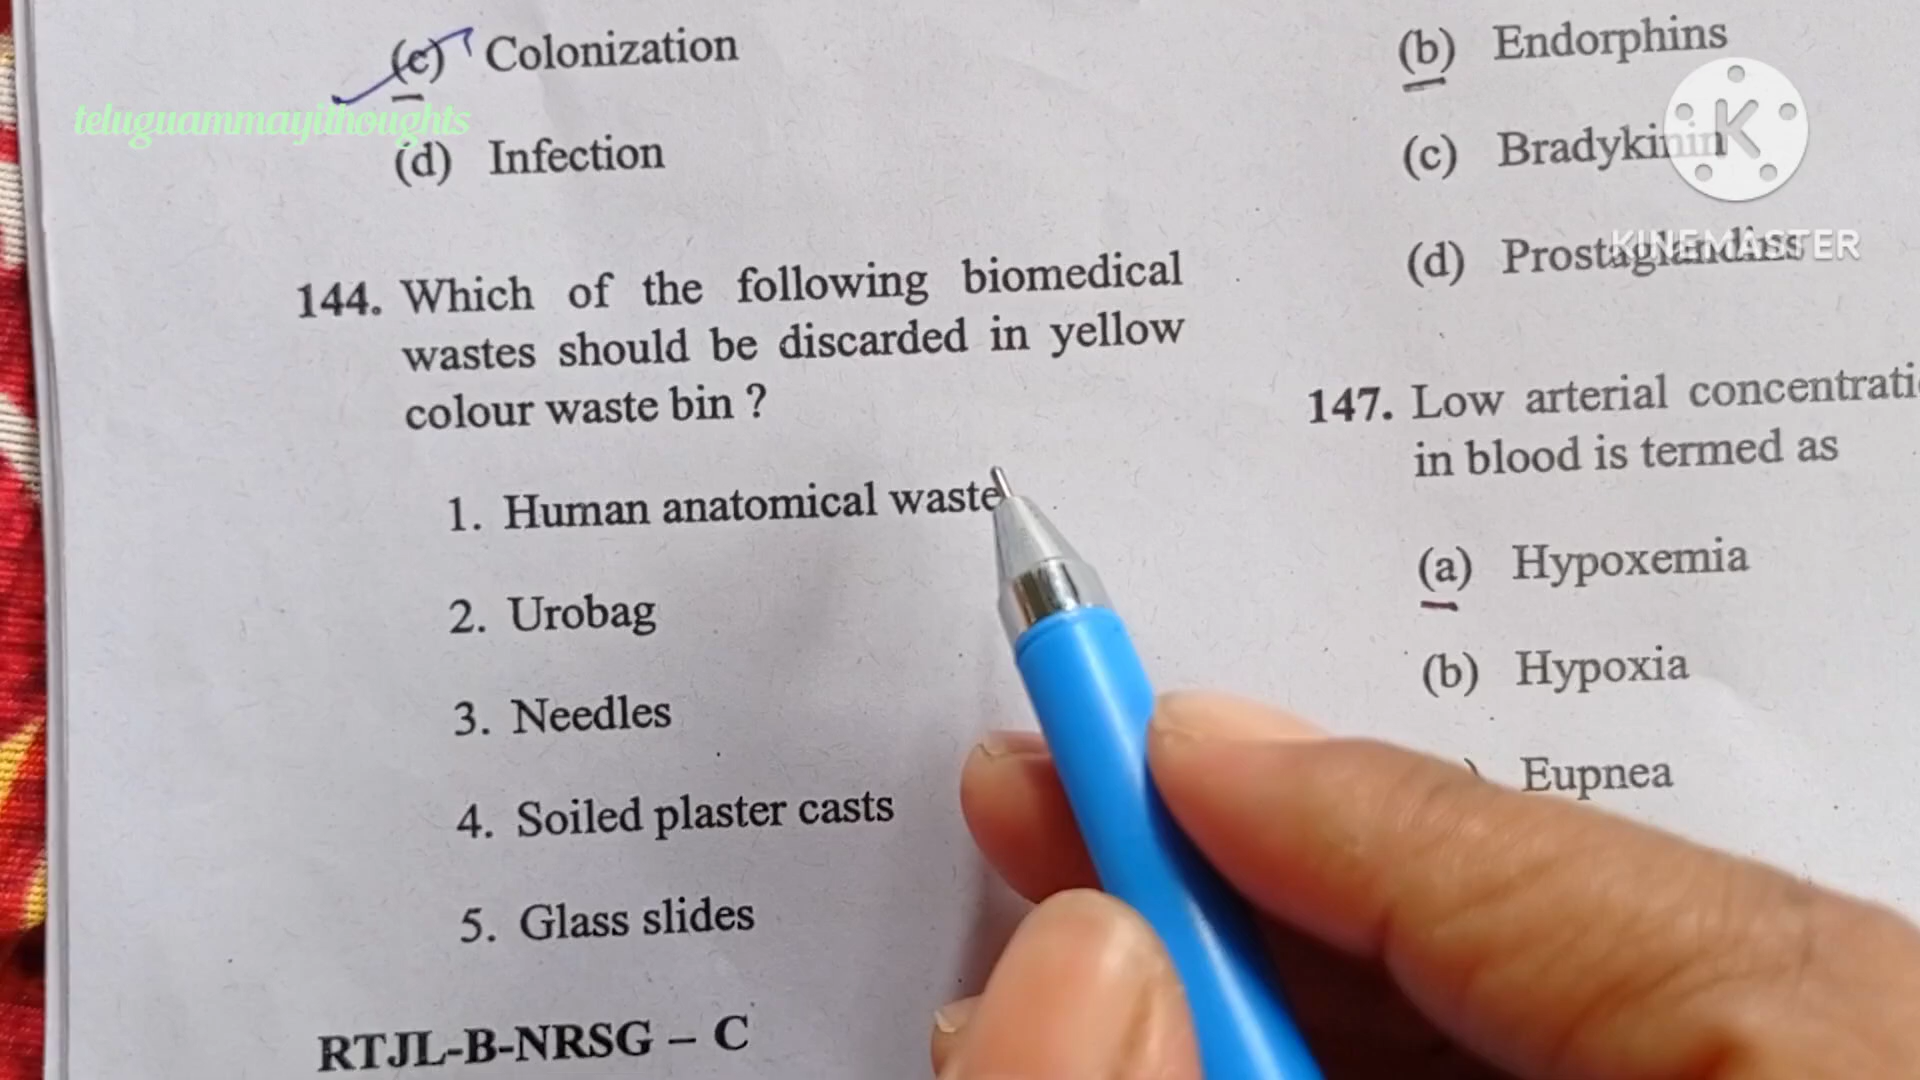 (c) Colonization
teluguammayithoughts
(d) Infection
144. Which of the following biomedical
wastes should be discarded in yellow
colour waste bin ?
1. Human anatomical waste
2. Urobag
3. Needles
4. Soiled plaster casts
5. Glass slides
RTJL-B-NRSG – C
(b) Endorphins
(c) Bradykinin
K
KINEMASTER
(d) Prostaglandins
147. Low arterial
in blood is termed as
(a) Hypoxemia
(b) Hypoxia
Eupnea